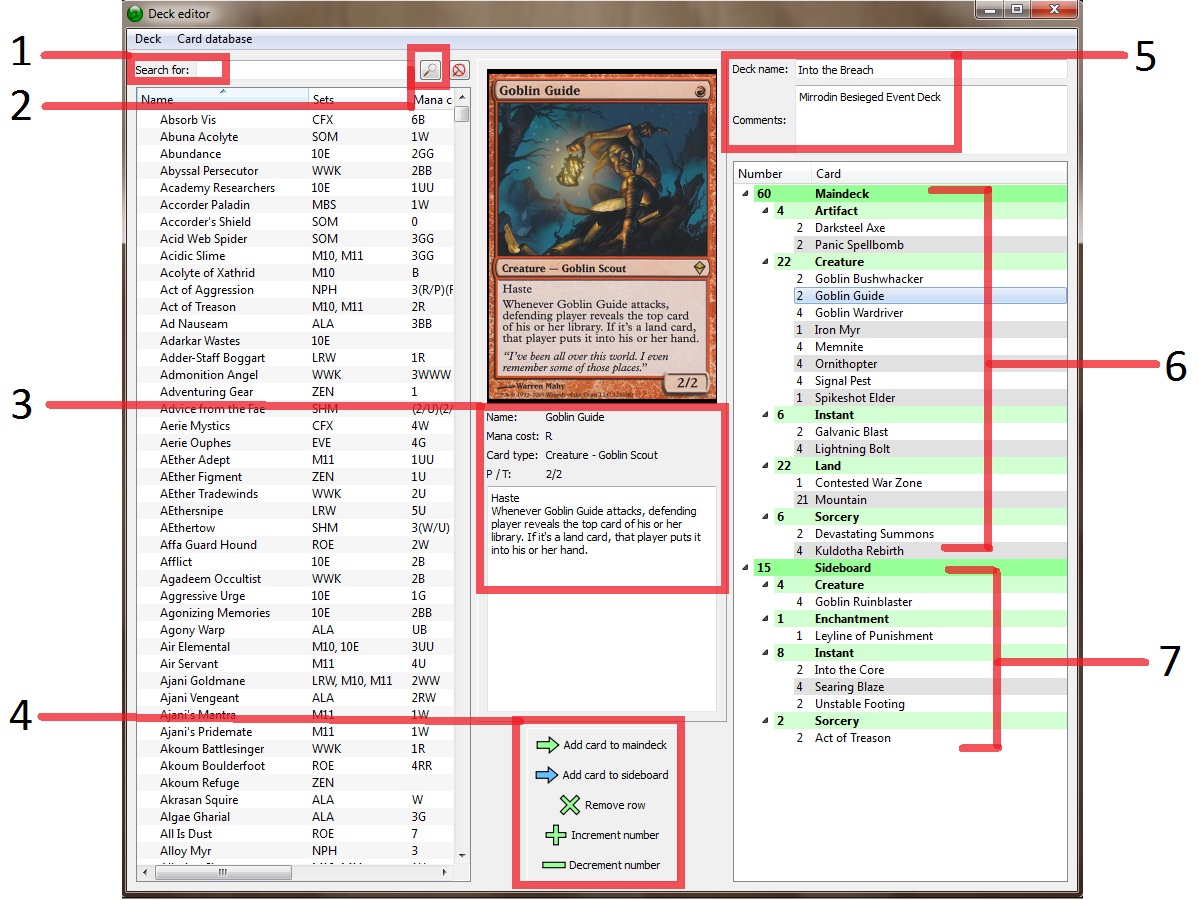 Deck editor
Deck Card database
1
Search for:
2
Name Sets Mana c
Absorb Vis CFX 6B
Abuna Acolyte SOM 1W
Abundance 10E 2GG
Abyssal Persecutor WWK 2BB
Academy Researchers 10E 1UU
Accorder Paladin MBS 1W
Accorder's Shield SOM 0
Acid Web Spider SOM 3GG
Acidic Slime M10, M11 3GG
Acolyte of Xathrid M10 B
Act of Aggression NPH 3(R/P)(F
Act of Treason M10, M11 2R
Ad Nauseam ALA 3BB
Adarkar Wastes 10E
Adder-Staff Boggart LRW 1R
Admonition Angel WWK 3WWW
Adventuring Gear ZEN 1
Advice from the Fae SHM (2/U)(2/
Aerie Mystics CFX 4W
Aerie Ouphes EVE 4G
AEther Adept M11 1UU
AEther Figment ZEN 1U
AEther Tradewinds WWK 2U
AEthersnipe LRW 5U
AEthertow SHM 3(W/U)
Affa Guard Hound ROE 2W
Afflict 10E 2B
Agadeem Occultist WWK 2B
Aggressive Urge 10E 1G
Agonizing Memories 10E 2BB
Agony Warp ALA UB
Air Elemental M10, 10E 3UU
Air Servant M11 4U
Ajani Goldmane LRW, M10, M11 2WW
Ajani Vengeant ALA 2RW
Ajani's Mantra M11 1W
Ajani's Pridemate M11 1W
Akoum Battlesinger WWK 1R
Akoum Boulderfoot ROE 4RR
Akoum Refuge ZEN
Akrasan Squire ALA W
Algae Gharial ALA 3G
All Is Dust ROE 7
Alloy Myr NPH 3
Goblin Guide
Creature — Goblin Scout
Haste
Whenever Goblin Guide attacks,
defending player reveals the top card
of his or her library. If it's a land card,
that player puts it into his or her hand.
"I've been all over this world. I even
remember some of those places."
Warren Mahy
2/2
3
Name: Goblin Guide
Mana cost: R
Card type: Creature - Goblin Scout
P / T: 2/2
Haste
Whenever Goblin Guide attacks, defending
player reveals the top card of his or her
library. If it's a land card, that player puts it
into his or her hand.
4
Add card to maindeck
Add card to sideboard
Remove row
Increment number
Decrement number
5
Deck name: Into the Breach
Comments:
Mirrodin Besieged Event Deck
Number Card
60 Maindeck
4 Artifact
2 Darksteel Axe
2 Panic Spellbomb
22 Creature
2 Goblin Bushwhacker
2 Goblin Guide
4 Goblin Wardriver
1 Iron Myr
4 Memnite
4 Ornithopter
4 Signal Pest
1 Spikeshot Elder
6 Instant
2 Galvanic Blast
4 Lightning Bolt
22 Land
1 Contested War Zone
21 Mountain
6 Sorcery
2 Devastating Summons
4 Kuldotha Rebirth
6
15 Sideboard
4 Creature
4 Goblin Ruinblaster
1 Enchantment
1 Leyline of Punishment
8 Instant
2 Into the Core
4 Searing Blaze
2 Unstable Footing
2 Sorcery
2 Act of Treason
7